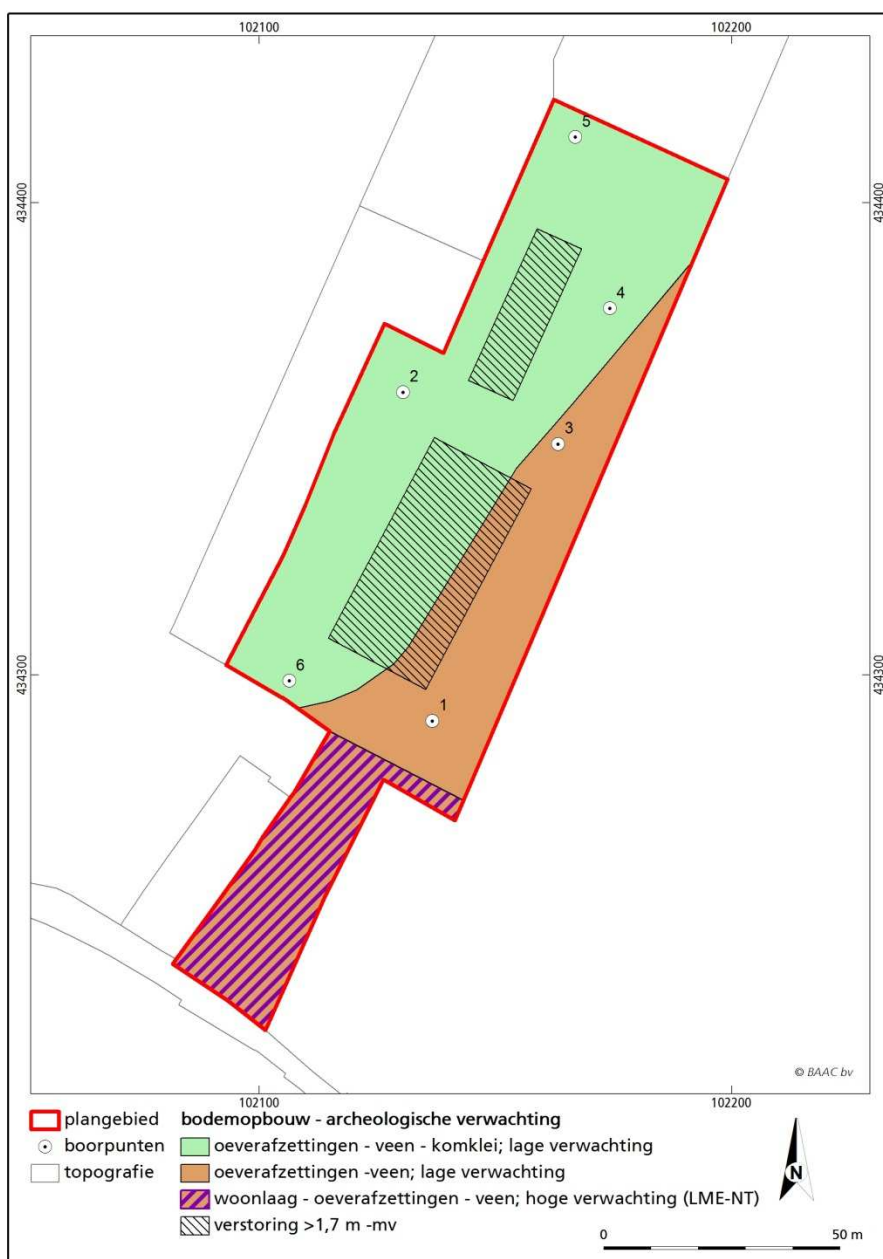 102100
102200
5
434400
434400
4
2
3
6
434300
434300
1
© BAAC bv
102100
102200
plangebied
bodemopbouw - archeologische verwachting
boorpunten
oeverafzettingen - veen - komklei; lage verwachting
topografie
oeverafzettingen -veen; lage verwachting
woonlaag - oeverafzettingen - veen; hoge verwachting (LME-NT)
verstoring >1,7 m -mv
N
0
50 m